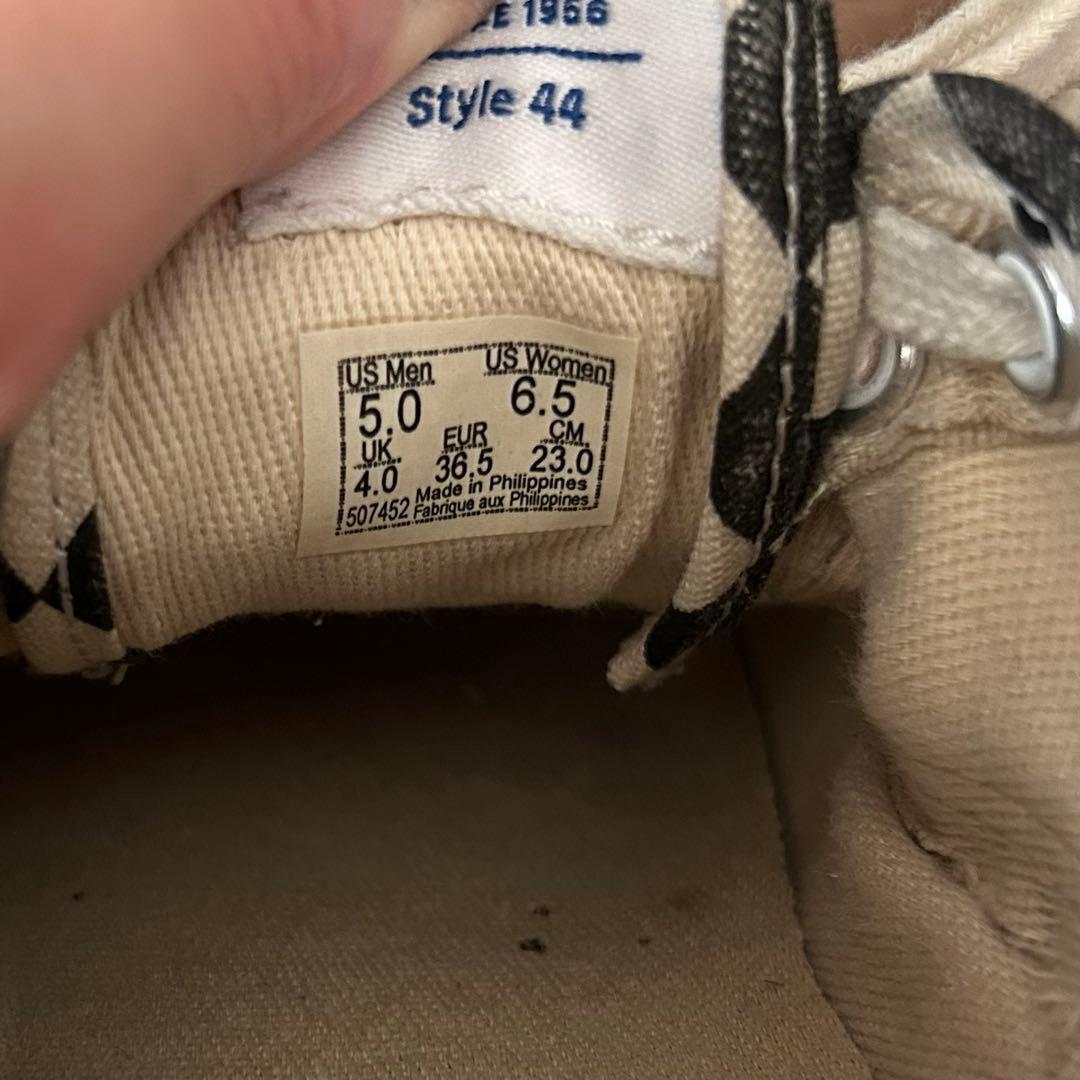 1966
Style 44
US Men US Women
5.0 6.5
UK EUR CM
4.0 36.5 23.0
Made in Philippines
507452 Fabrique aux Philippines